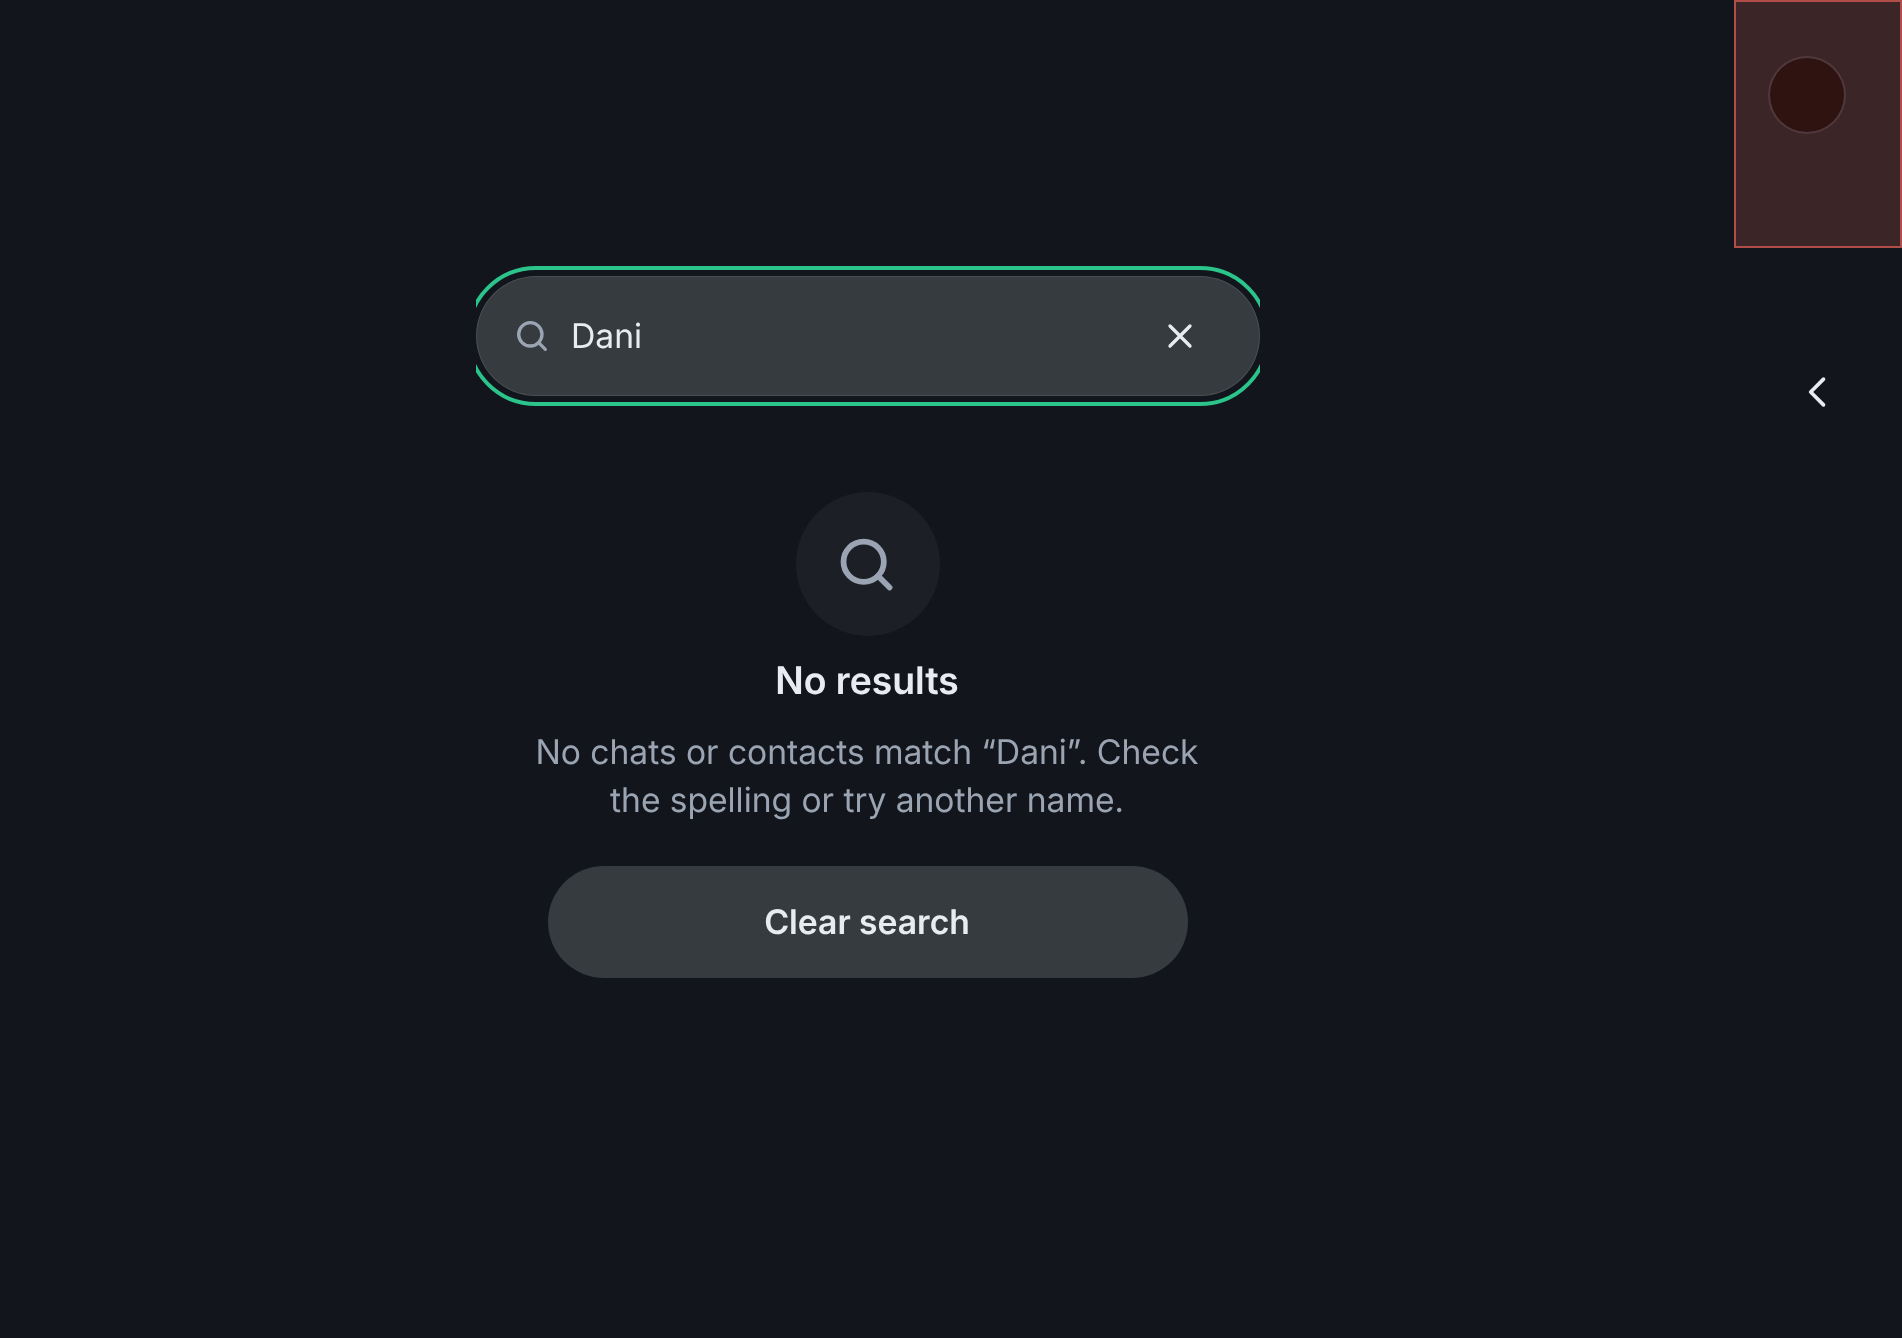 Dani
No results
No chats or contacts match “Dani”. Check
the spelling or try another name.
Clear search